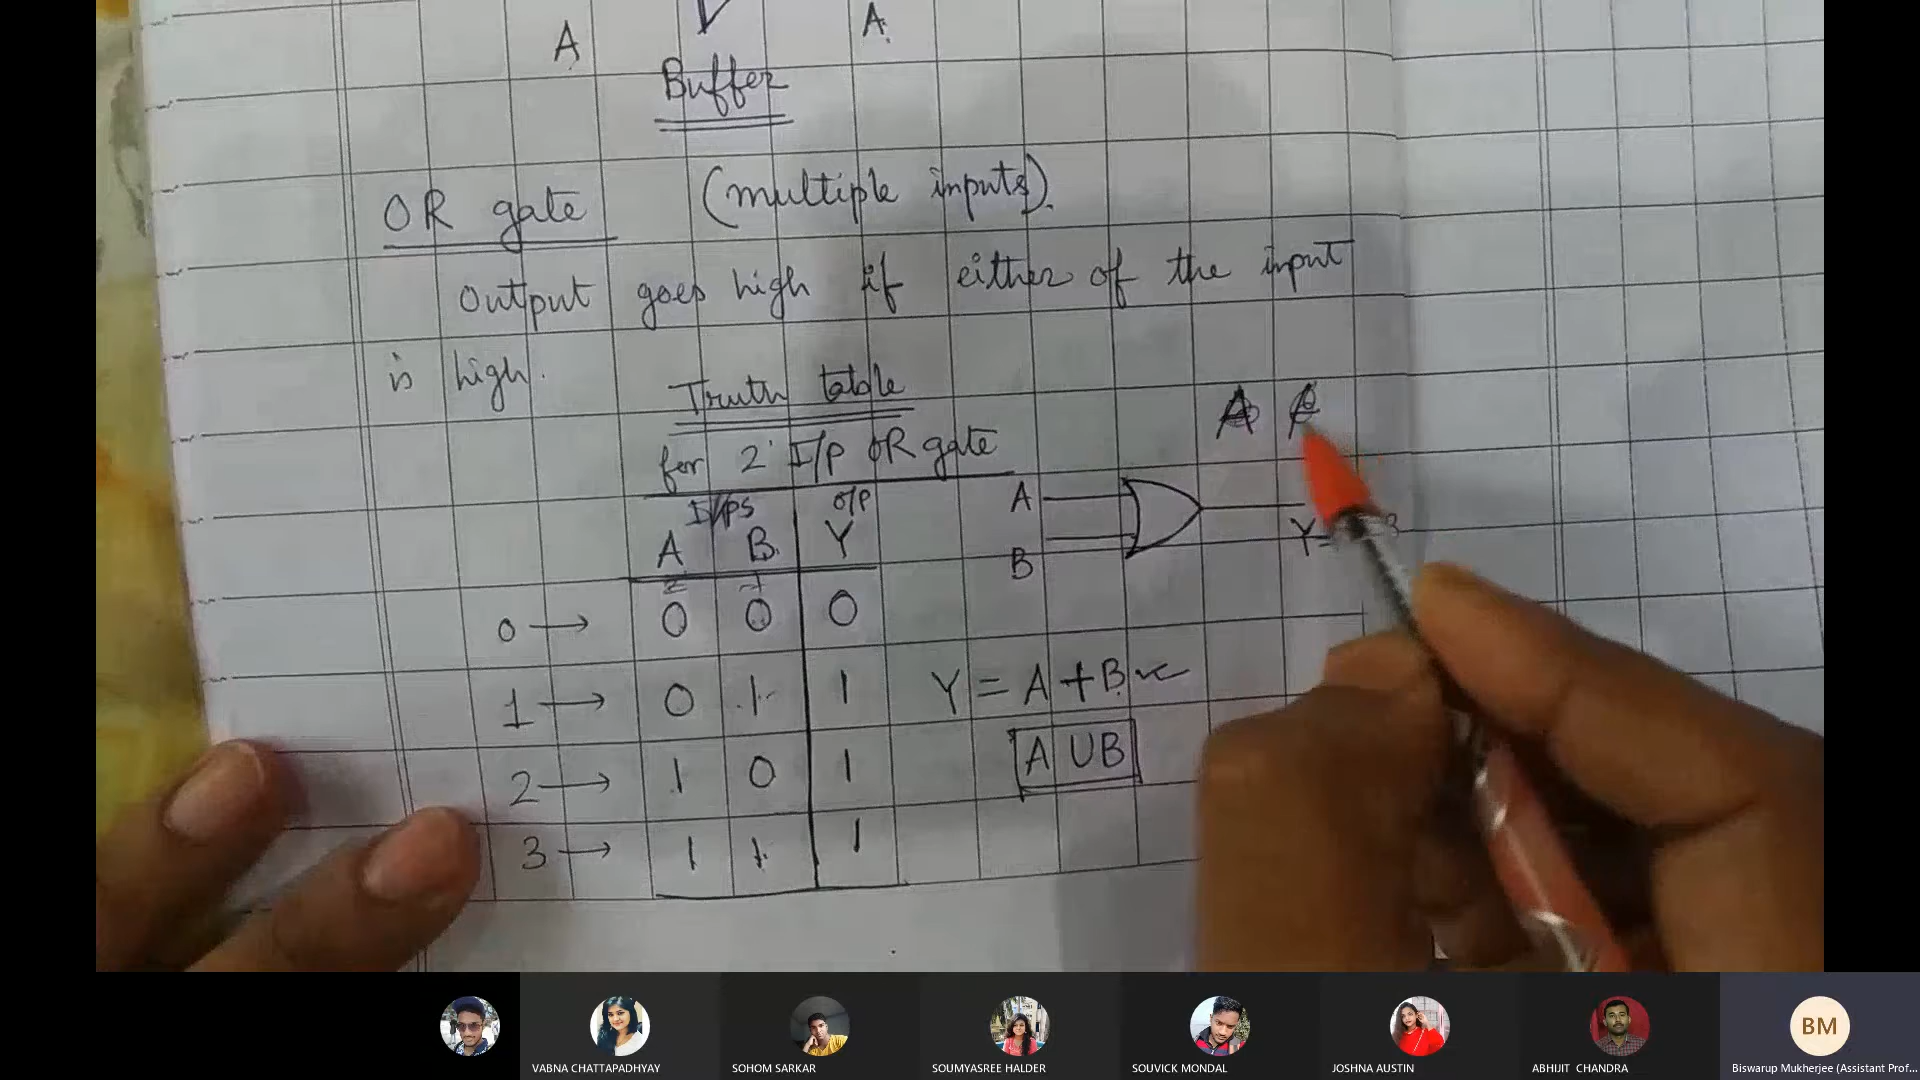 A A
Buffer
OR gate (multiple inputs).
Output goes high if either of the input
is high.
Truth table
for 2 I/P OR gate
I/Ps O/P
A B Y
0 → 0 0 0
1 → 0 1 1
2 → 1 0 1
3 → 1 1 1
A
B
Y=
Y = A + B
A U B
VABNA CHATTAPADHYAY
SOHOM SARKAR
SOUMYASREE HALDER
SOUVICK MONDAL
JOSHNA AUSTIN
ABHIJIT CHANDRA
BM
Biswarup Mukherjee (Assistant Prof...